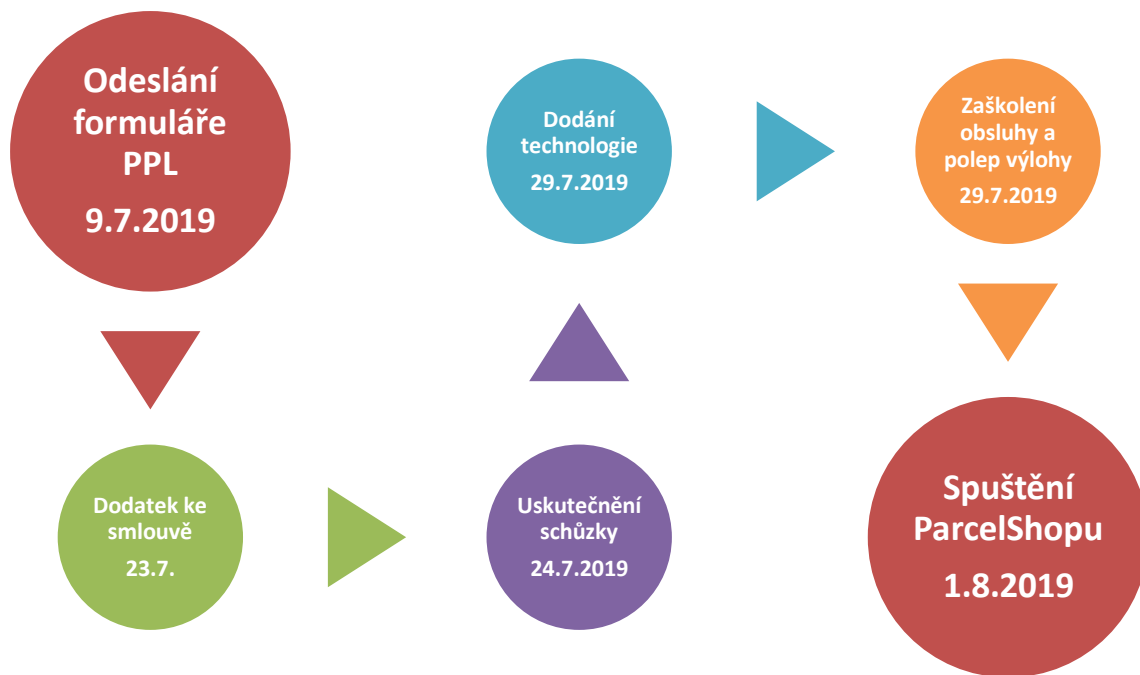 Odeslání
formuláře
PPL
9.7.2019
Dodatek ke
smlouvě
23.7.
Uskutečnění
schůzky
24.7.2019
Dodání
technologie
29.7.2019
Zaškolení
obsluhy a
polep výlohy
29.7.2019
Spuštění
ParcelShopu
1.8.2019